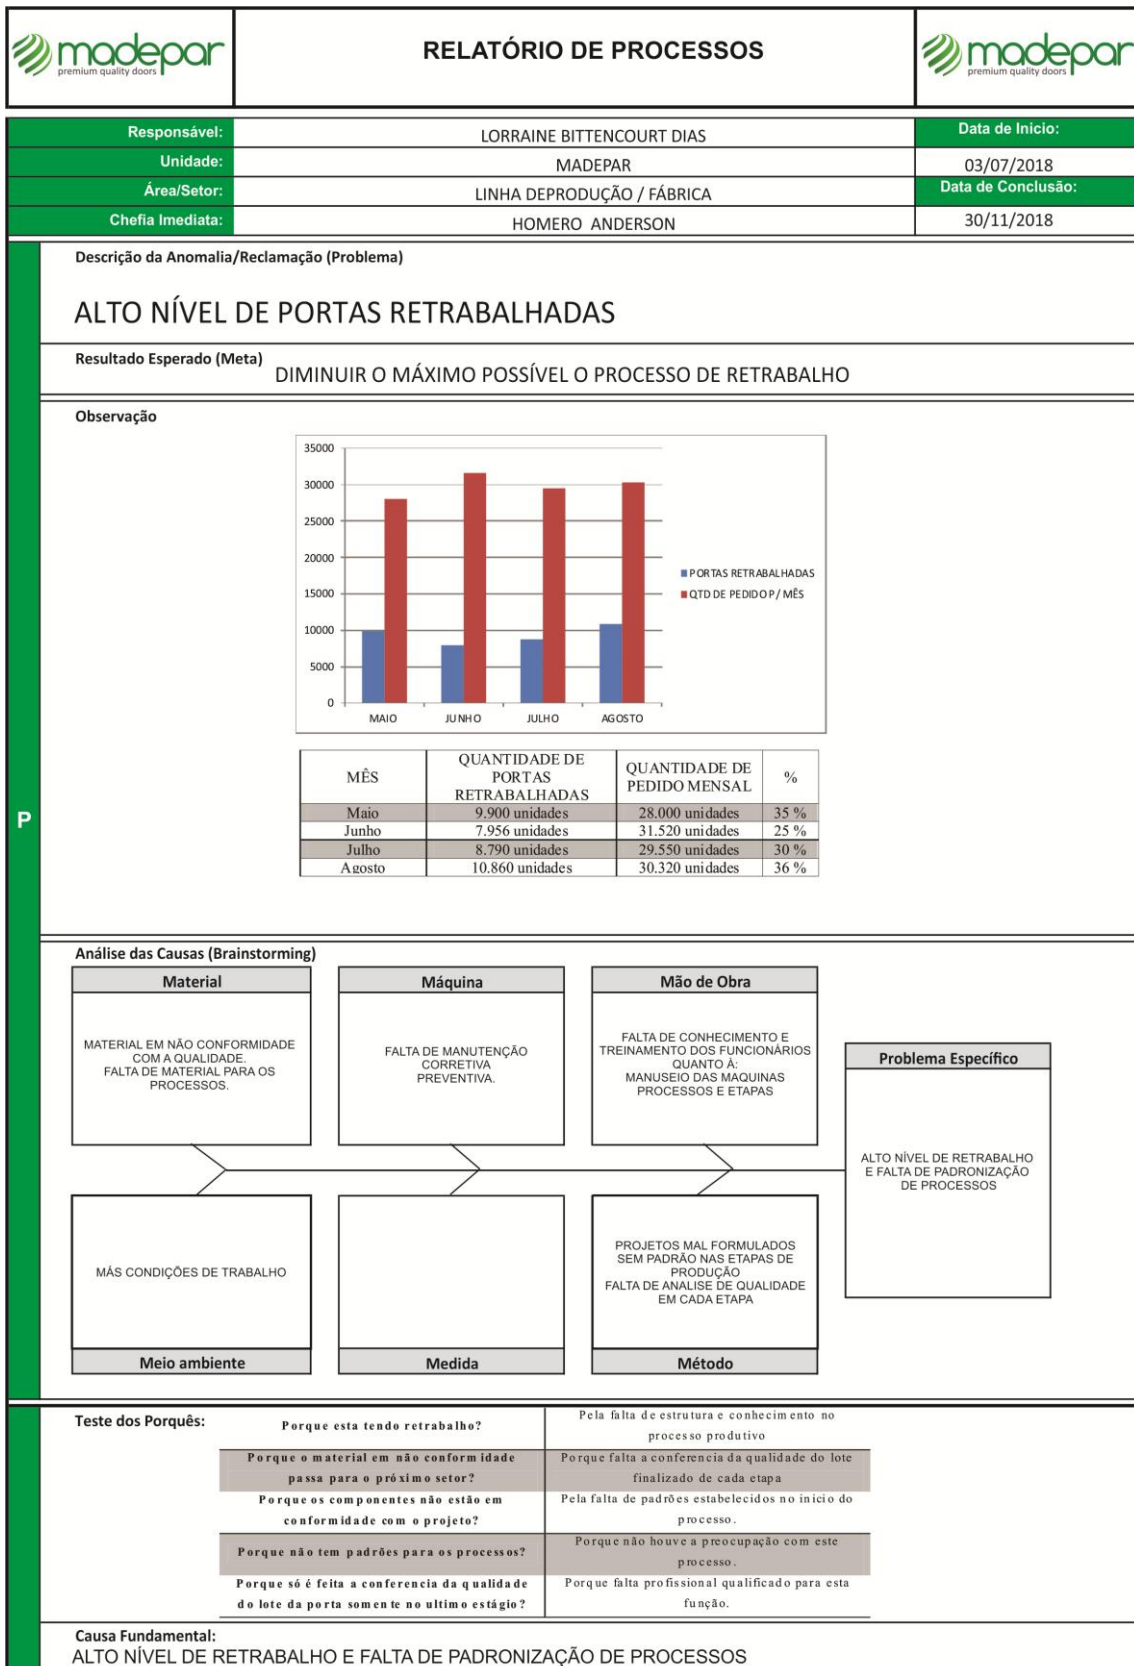 madepar
premium quality doors
RELATÓRIO DE PROCESSOS
madepar
premium quality doors
Responsável:
LORRAINE BITTENCOURT DIAS
Data de Inicio:
Unidade:
MADEPAR
03/07/2018
Área/Setor:
LINHA DEPRODUÇÃO / FÁBRICA
Data de Conclusão:
Chefia Imediata:
HOMERO ANDERSON
30/11/2018
P
Descrição da Anomalia/Reclamação (Problema)
ALTO NÍVEL DE PORTAS RETRABALHADAS
Resultado Esperado (Meta)
DIMINUIR O MÁXIMO POSSÍVEL O PROCESSO DE RETRABALHO
Observação
35000
30000
25000
20000
15000
10000
5000
0
MAIO JUNHO JULHO AGOSTO
PORTAS RETRABALHADAS
QTD DE PEDIDO P/ MÊS
MÊS
QUANTIDADE DE
PORTAS
RETRABALHADAS
QUANTIDADE DE
PEDIDO MENSAL
%
Maio 9.900 unidades 28.000 unidades 35 %
Junho 7.956 unidades 31.520 unidades 25 %
Julho 8.790 unidades 29.550 unidades 30 %
Agosto 10.860 unidades 30.320 unidades 36 %
Análise das Causas (Brainstorming)
Material
MATERIAL EM NÃO CONFORMIDADE
COM A QUALIDADE.
FALTA DE MATERIAL PARA OS
PROCESSOS.
Máquina
FALTA DE MANUTENÇÃO
CORRETIVA
PREVENTIVA.
Mão de Obra
FALTA DE CONHECIMENTO E
TREINAMENTO DOS FUNCIONÁRIOS
QUANTO À:
MANUSEIO DAS MAQUINAS
PROCESSOS E ETAPAS
Problema Específico
ALTO NÍVEL DE RETRABALHO
E FALTA DE PADRONIZAÇÃO
DE PROCESSOS
MÁS CONDIÇÕES DE TRABALHO
Meio ambiente
Medida
PROJETOS MAL FORMULADOS
SEM PADRÃO NAS ETAPAS DE
PRODUÇÃO
FALTA DE ANALISE DE QUALIDADE
EM CADA ETAPA
Método
Teste dos Porquês:
Porque esta tendo retrabalho?
Pela falta de estrutura e conhecimento no
processo produtivo
Porque o material em não conformidade
passa para o próximo setor?
Porque falta a conferencia da qualidade do lote
finalizado de cada etapa
Porque os componentes não estão em
conformidade com o projeto?
Pela falta de padrões estabelecidos no inicio do
processo.
Porque não tem padrões para os processos?
Porque não houve a preocupação com este
processo.
Porque só é feita a conferencia da qualidade
do lote da porta somente no ultimo estágio?
Porque falta profissional qualificado para esta
função.
Causa Fundamental:
ALTO NÍVEL DE RETRABALHO E FALTA DE PADRONIZAÇÃO DE PROCESSOS